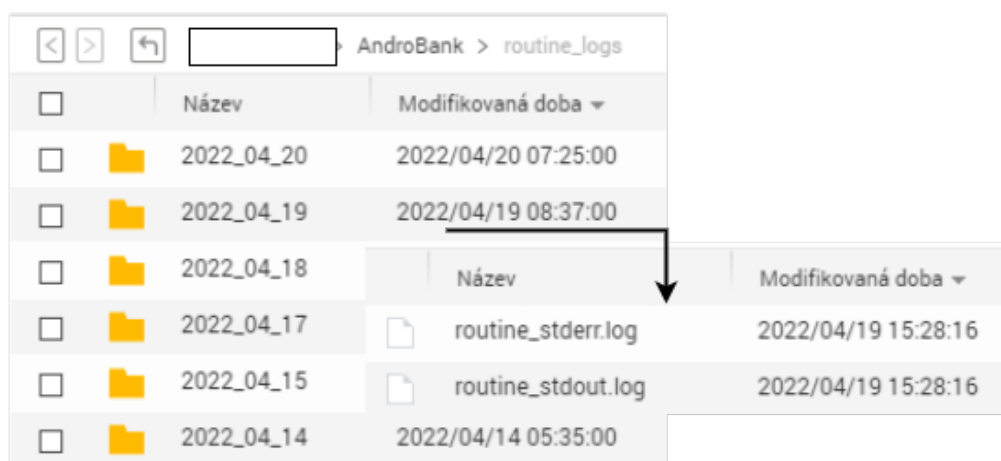 AndroBank > routine_logs
Název Modifikovaná doba
2022_04_20 2022/04/20 07:25:00
2022_04_19 2022/04/19 08:37:00
2022_04_18
2022_04_17
2022_04_15
2022_04_14 2022/04/14 05:35:00
Název Modifikovaná doba
routine_stderr.log 2022/04/19 15:28:16
routine_stdout.log 2022/04/19 15:28:16